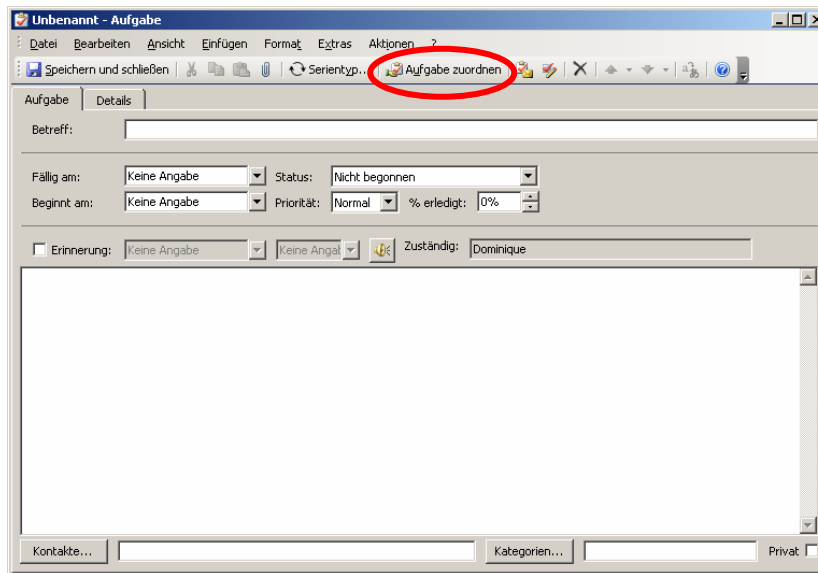 Unbenannt - Aufgabe
Datei Bearbeiten Ansicht Einfügen Format Extras Aktionen ?
Speichern und schließen Serientyp... Aufgabe zuordnen
Aufgabe Details
Betreff:
Fällig am: Keine Angabe Status: Nicht begonnen
Beginnt am: Keine Angabe Priorität: Normal % erledigt: 0%
Erinnerung: Keine Angabe Keine Angat Zuständig: Dominique
Kontakte... Kategorien... Privat